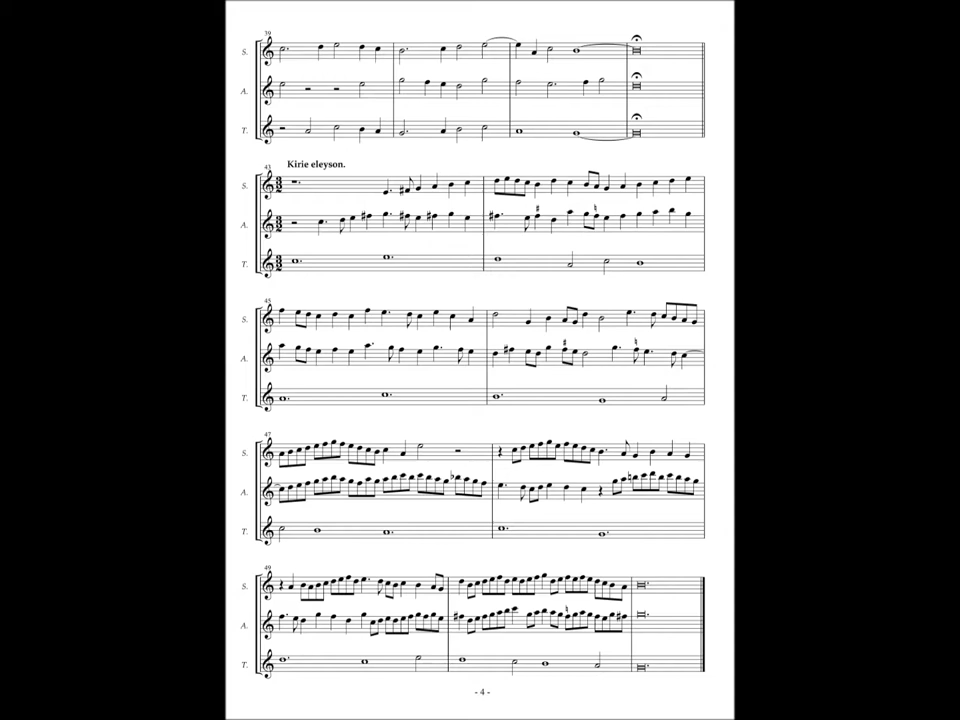 39
S.
A.
T.
Kirie eleyson.
43
S.
A.
T.
45
S.
A.
T.
47
S.
A.
T.
49
S.
A.
T.
- 4 -